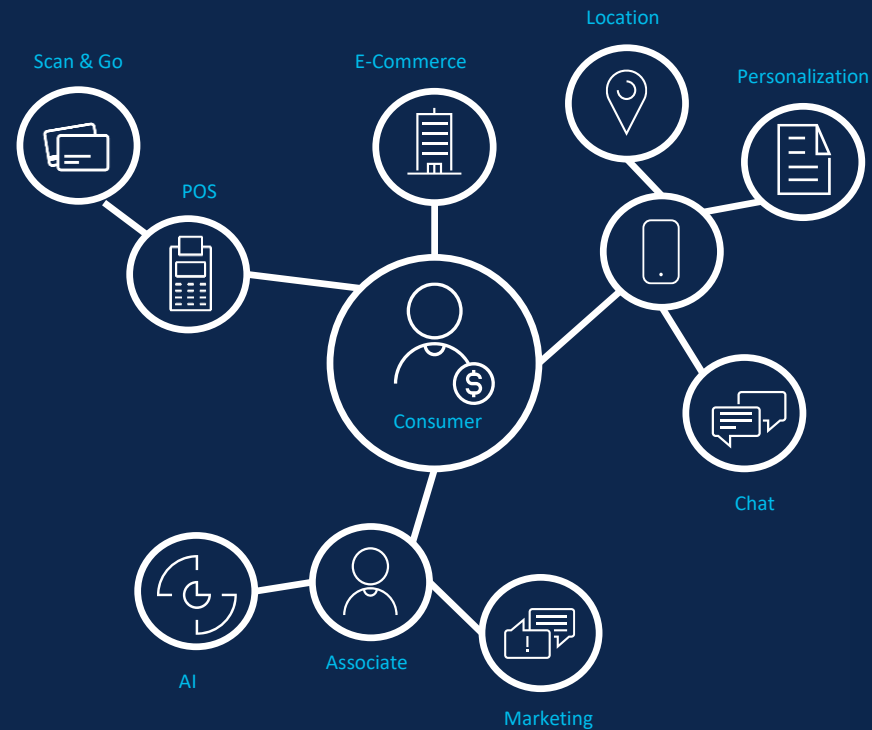 Location
Scan & Go
E-Commerce
Personalization
POS
$
Consumer
Chat
!
Associate
AI
Marketing